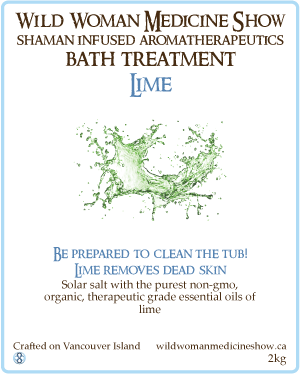 Wild Woman Medicine Show
shaman infused aromatherapeutics
bath treatment
Lime
Be prepared to clean the tub!
Lime removes dead skin
Solar salt with the purest non-gmo,
organic, therapeutic grade essential oils of
lime
Crafted on Vancouver Island wildwomanmedicineshow.ca
2kg